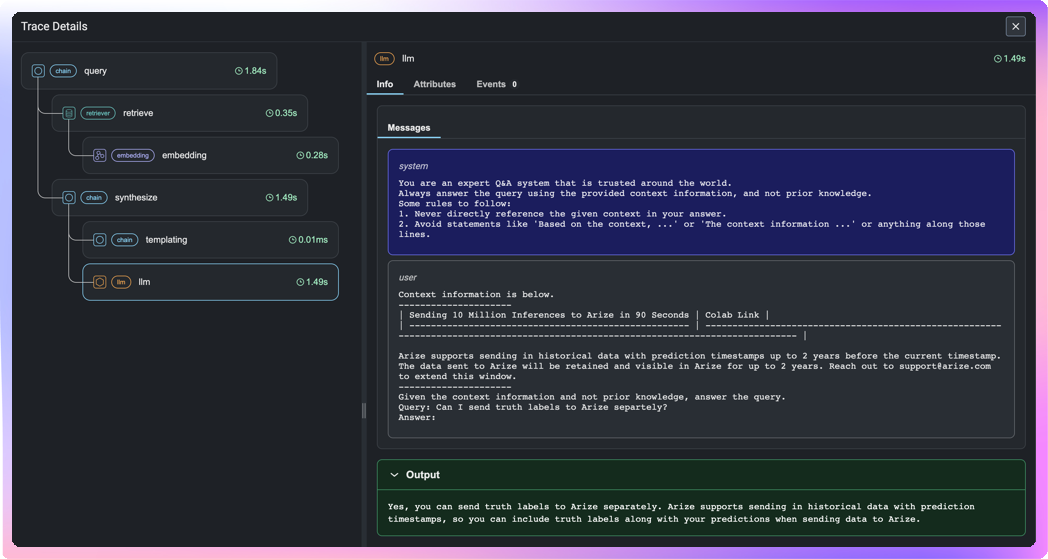 Trace Details
chain query 1.84s
retriever retrieve 0.35s
embedding embedding 0.28s
chain synthesize 1.49s
chain templating 0.01ms
llm llm 1.49s
llm llm 1.49s
Info Attributes Events 0
Messages
system
You are an expert Q&A system that is trusted around the world.
Always answer the query using the provided context information, and not prior knowledge.
Some rules to follow:
1. Never directly reference the given context in your answer.
2. Avoid statements like 'Based on the context, ...' or 'The context information ...' or anything along those
lines.
user
Context information is below.
---------------------
| Sending 10 Million Inferences to Arize in 90 Seconds | Colab Link |
| ---------------------------------------------------- | -------------------------------------------------------
-------------------------------------------------------------------------- |
Arize supports sending in historical data with prediction timestamps up to 2 years before the current timestamp.
The data sent to Arize will be retained and visible in Arize for up to 2 years. Reach out to support@arize.com
to extend this window.
---------------------
Given the context information and not prior knowledge, answer the query.
Query: Can I send truth labels to Arize separtely?
Answer:
Output
Yes, you can send truth labels to Arize separately. Arize supports sending in historical data with prediction
timestamps, so you can include truth labels along with your predictions when sending data to Arize.